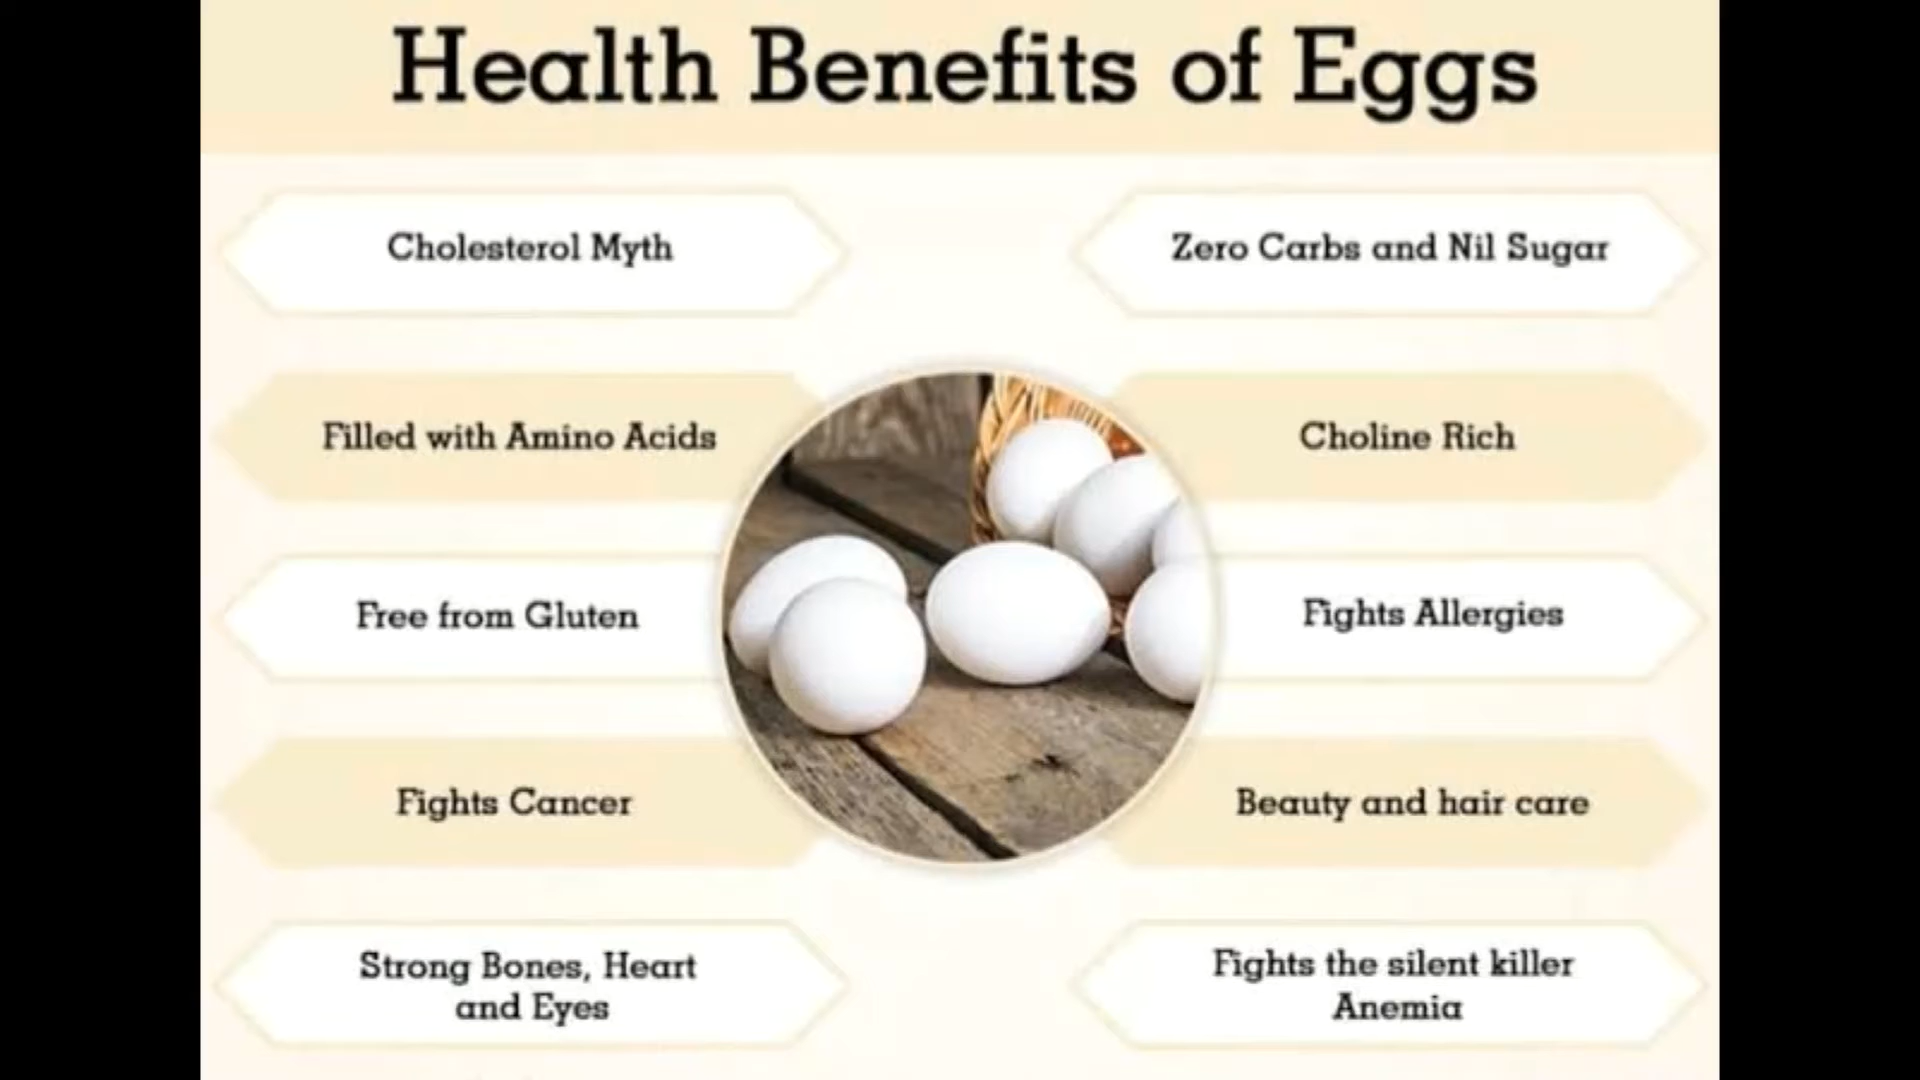 Health Benefits of Eggs
Cholesterol Myth
Zero Carbs and Nil Sugar
Filled with Amino Acids
Choline Rich
Free from Gluten
Fights Allergies
Fights Cancer
Beauty and hair care
Strong Bones, Heart
and Eyes
Fights the silent killer
Anemia